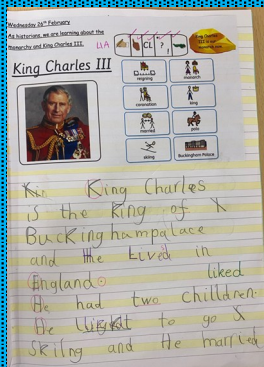 Wednesday 26th February
As historians, we are learning about the
monarchy and King Charles III.
LIA
CL
?
King Charles III
reigning
monarch
coronation
king
married
polo
skiing
Buckingham Palace
Kin King Charles
is the King of X
Buckinghampalace
and the Lived in
England.
liked
He had two chilldren.
He to go X
skiing and He married